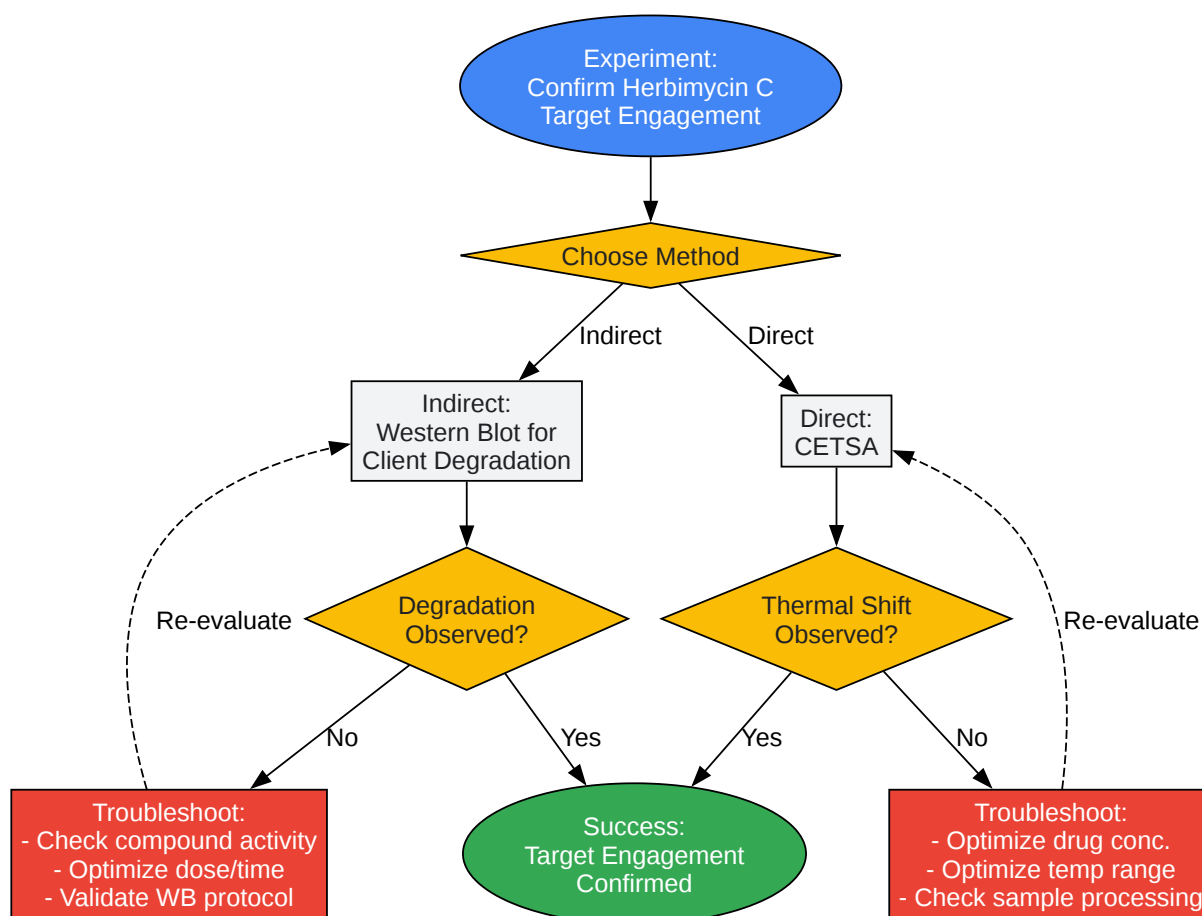 Experiment:
Confirm Herbimycin C
Target Engagement
Choose Method
Indirect
Direct
Indirect:
Western Blot for
Client Degradation
Direct:
CETSA
Degradation
Observed?
Thermal Shift
Observed?
Re-evaluate
Re-evaluate
No
Yes
Yes
No
Troubleshoot:
- Check compound activity
- Optimize dose/time
- Validate WB protocol
Success:
Target Engagement
Confirmed
Troubleshoot:
- Optimize drug conc.
- Optimize temp range
- Check sample processing